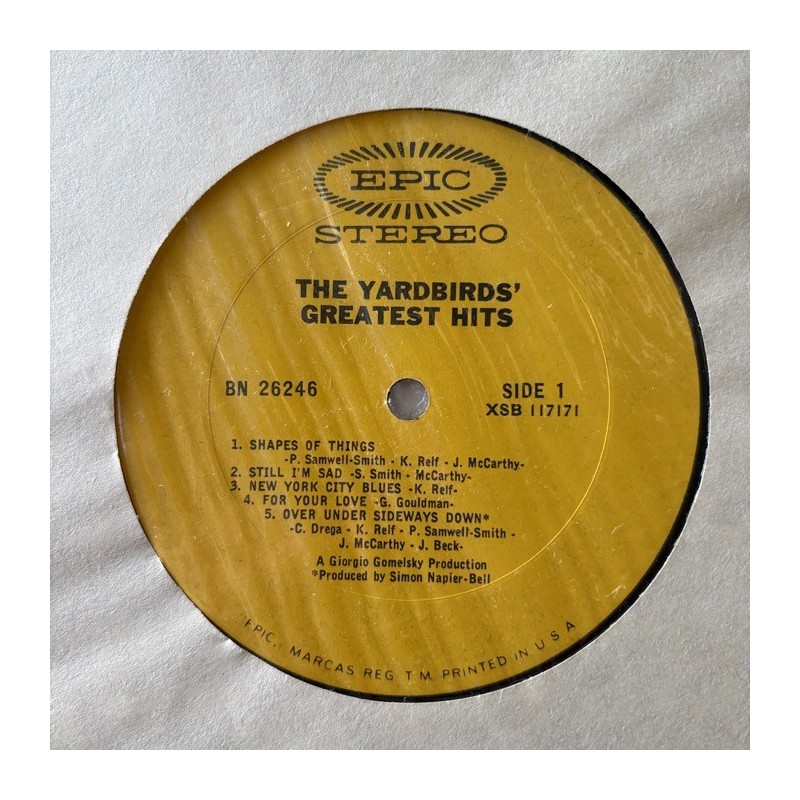 EPIC
STEREO
THE YARDBIRDS'
GREATEST HITS
BN 26246
SIDE 1
XSB 117171
1. SHAPES OF THINGS
-P. Samwell-Smith - K. Relf - J. McCarthy-
2. STILL I'M SAD -S. Smith - McCarthy-
3. NEW YORK CITY BLUES -K. Relf-
4. FOR YOUR LOVE -G. Gouldman-
5. OVER UNDER SIDEWAYS DOWN*
-C. Drega - K. Relf - P. Samwell-Smith -
J. McCarthy - J. Beck-
A Giorgio Gomelsky Production
*Produced by Simon Napier-Bell
"EPIC", MARCAS REG. T.M. PRINTED IN U S A